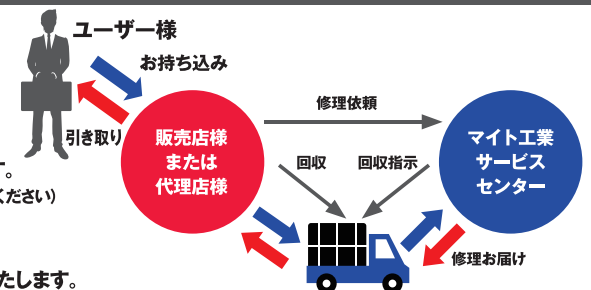 ユーザー様
お持ち込み
引き取り
修理依頼
販売店様
または
代理店様
マイト工業
サービス
センター
回収
回収指示
す。
ください）
修理お届け
たします。